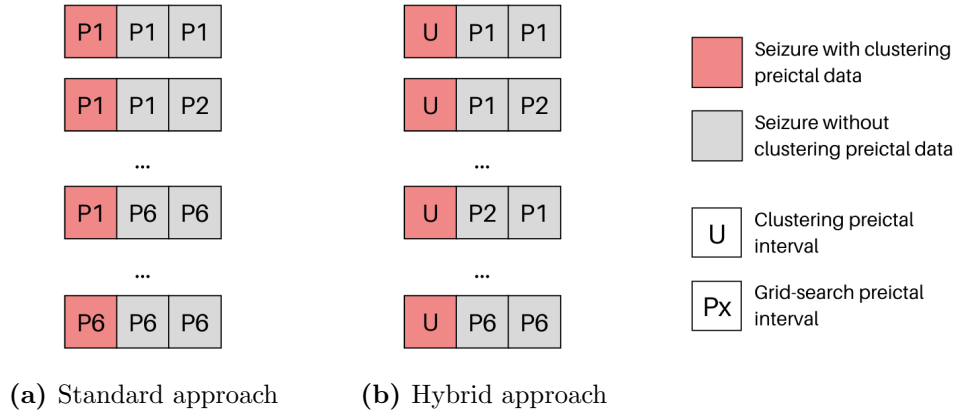 P1 P1 P1
P1 P1 P2
...
P1 P6 P6
...
P6 P6 P6
(a) Standard approach
U P1 P1
U P1 P2
...
U P2 P1
...
U P6 P6
(b) Hybrid approach
Seizure with clustering
preictal data
Seizure without
clustering preictal data
U
Clustering preictal
interval
Px
Grid-search preictal
interval